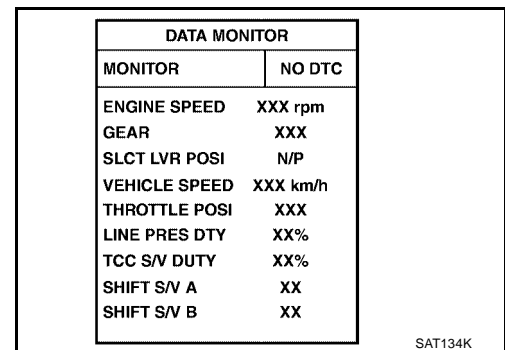 DATA MONITOR
MONITOR NO DTC
ENGINE SPEED XXX rpm
GEAR XXX
SLCT LVR POSI N/P
VEHICLE SPEED XXX km/h
THROTTLE POSI XXX
LINE PRES DTY XX%
TCC S/V DUTY XX%
SHIFT S/V A XX
SHIFT S/V B XX
SAT134K